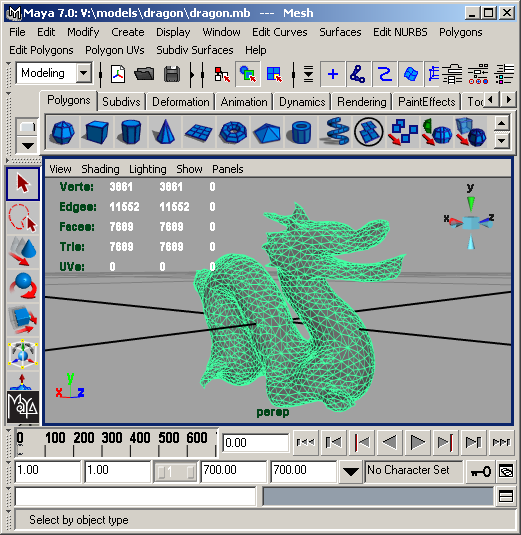 Maya 7.0: V:\models\dragon\dragon.mb --- Mesh
File Edit Modify Create Display Window Edit Curves Surfaces Edit NURBS Polygons
Edit Polygons Polygon UVs Subdiv Surfaces Help
Modeling
Polygons Subdivs Deformation Animation Dynamics Rendering PaintEffects
View Shading Lighting Show Panels
Verts: 3861 3861 0
Edges: 11552 11552 0
Faces: 7689 7689 0
Tris: 7689 7689 0
UVs: 0 0 0
y
x z
y
x z
persp
MAYA
0 100 200 300 400 500 600 0.00
1.00 1.00 1 700.00 700.00 No Character Set
Select by object type